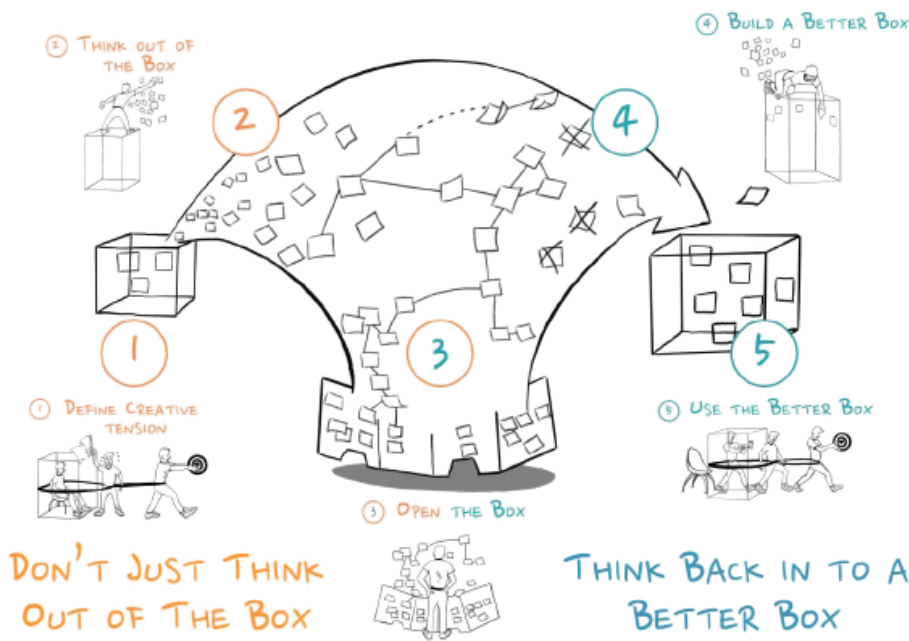 ② THINK OUT OF
THE BOX
④ BUILD A BETTER BOX
2
4
1
3
5
① DEFINE CREATIVE
TENSION
⑤ USE THE BETTER BOX
③ OPEN THE BOX
DON'T JUST THINK
OUT OF THE BOX
THINK BACK IN TO A
BETTER BOX